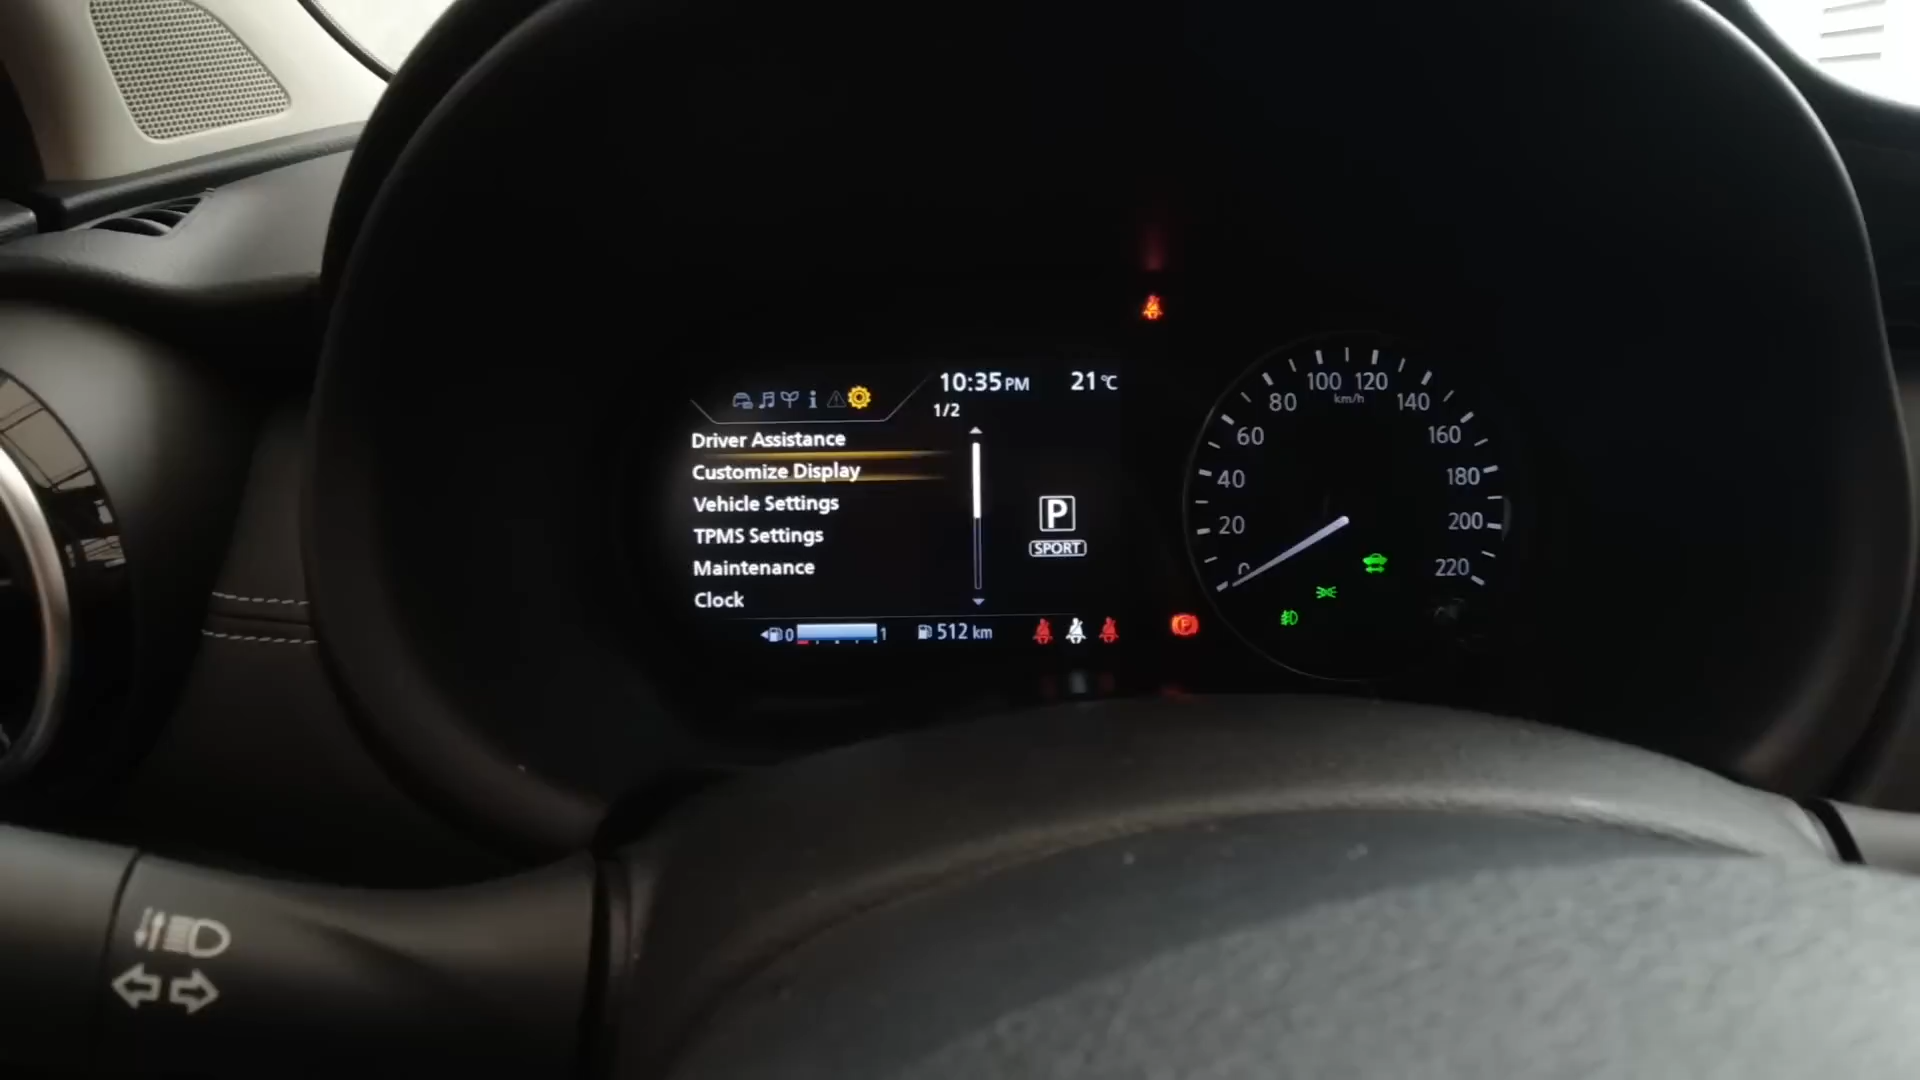 10:35 PM 21°C
1/2
Driver Assistance
Customize Display
Vehicle Settings
TPMS Settings
Maintenance
Clock
P
SPORT
0 1 512 km
P
0 20 40 60 80 100 120 140 160 180 200 220
km/h